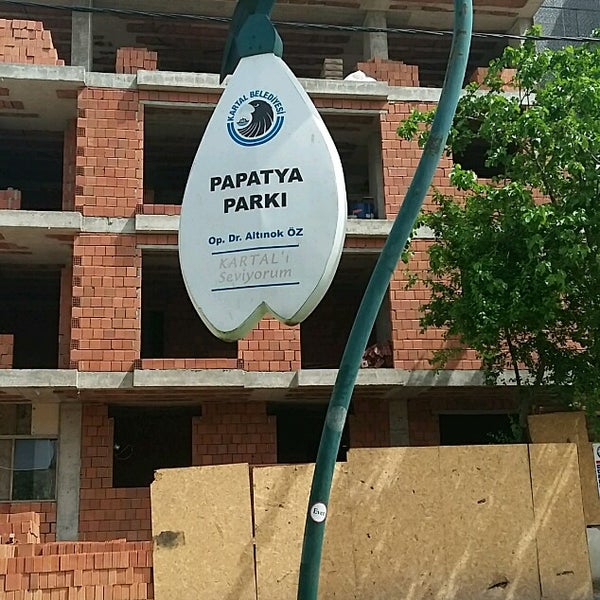 KARTAL BELEDİYESİ
PAPATYA
PARKI
Op. Dr. Altınok ÖZ
KARTAL'ı
Seviyorum